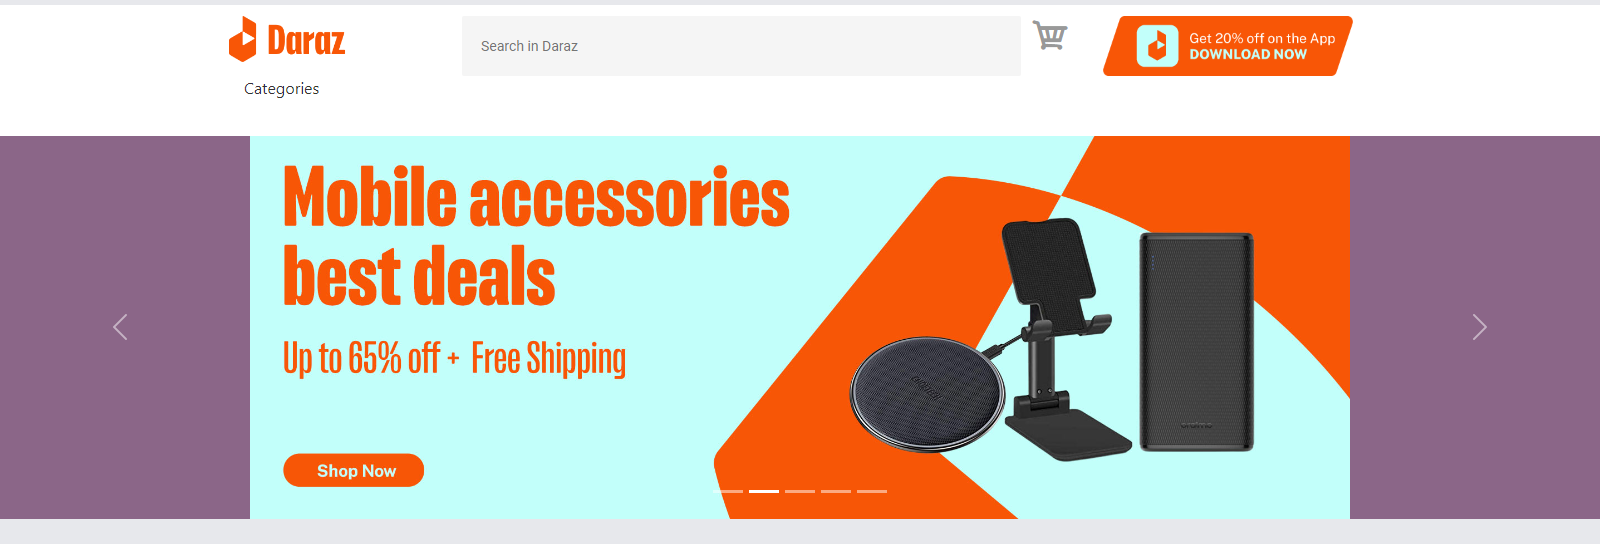 Daraz
Search in Daraz
Get 20% off on the App
DOWNLOAD NOW
Categories
Mobile accessories
best deals
Up to 65% off + Free Shipping
Shop Now